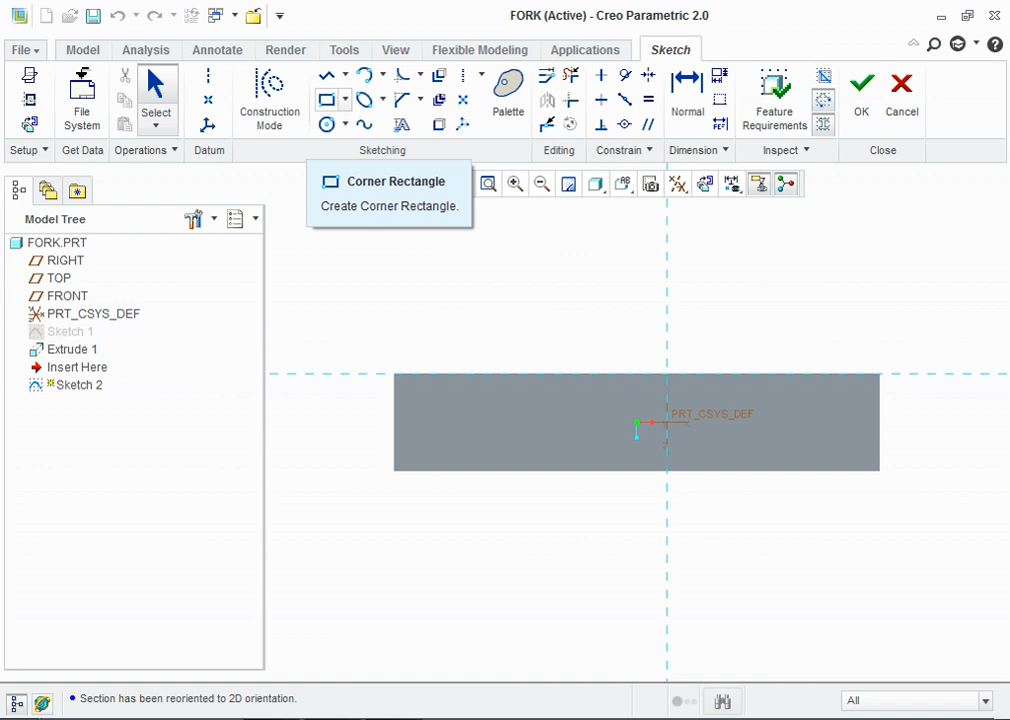 FORK (Active) - Creo Parametric 2.0
File Model Analysis Annotate Render Tools View Flexible Modeling Applications Sketch
File System
Select
Construction Mode
Palette
Normal
Feature Requirements
OK
Cancel
Setup Get Data Operations Datum Sketching Editing Constrain Dimension Inspect Close
Corner Rectangle
Create Corner Rectangle.
Model Tree
FORK.PRT
RIGHT
TOP
FRONT
PRT_CSYS_DEF
Sketch 1
Extrude 1
Insert Here
Sketch 2
PRT_CSYS_DEF
Section has been reoriented to 2D orientation.
All